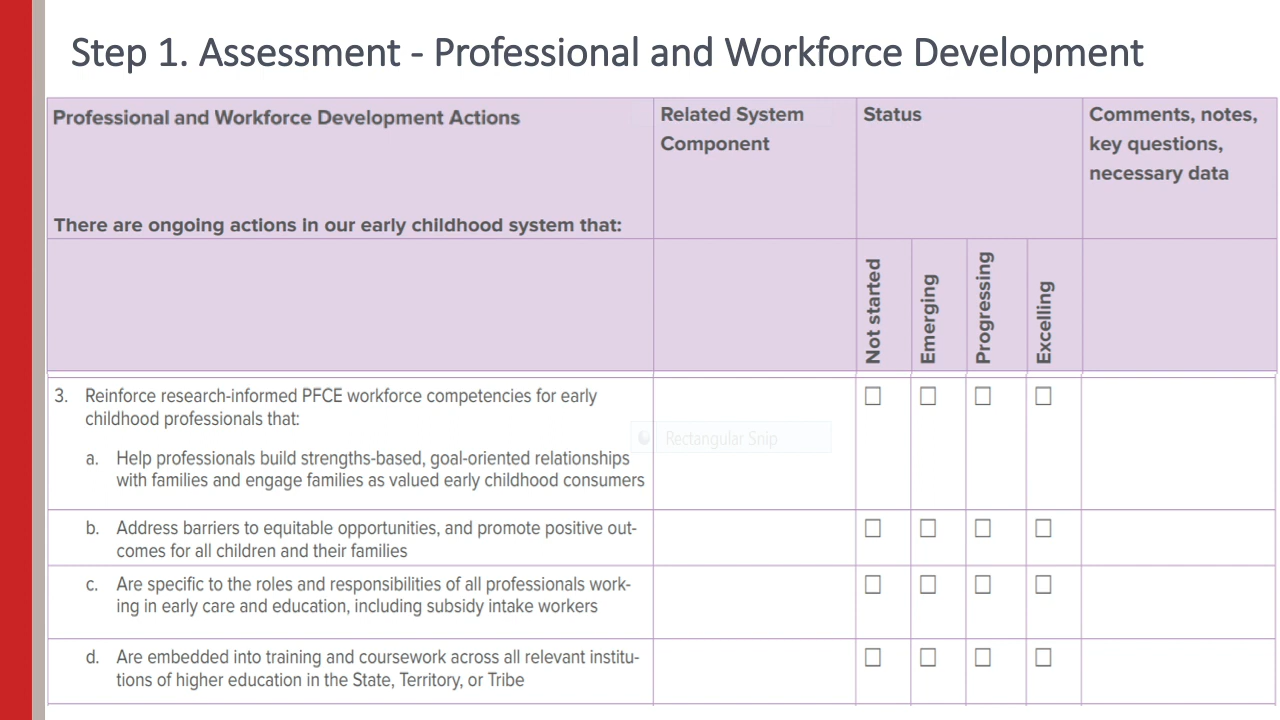 Step 1. Assessment - Professional and Workforce Development
Professional and Workforce Development Actions
There are ongoing actions in our early childhood system that:
Related System
Component
Status
Comments, notes,
key questions,
necessary data
Not started
Emerging
Progressing
Excelling
3. Reinforce research-informed PFCE workforce competencies for early
childhood professionals that:
a. Help professionals build strengths-based, goal-oriented relationships
with families and engage families as valued early childhood consumers
Rectangular Snip
b. Address barriers to equitable opportunities, and promote positive out-
comes for all children and their families
c. Are specific to the roles and responsibilities of all professionals work-
ing in early care and education, including subsidy intake workers
d. Are embedded into training and coursework across all relevant institu-
tions of higher education in the State, Territory, or Tribe